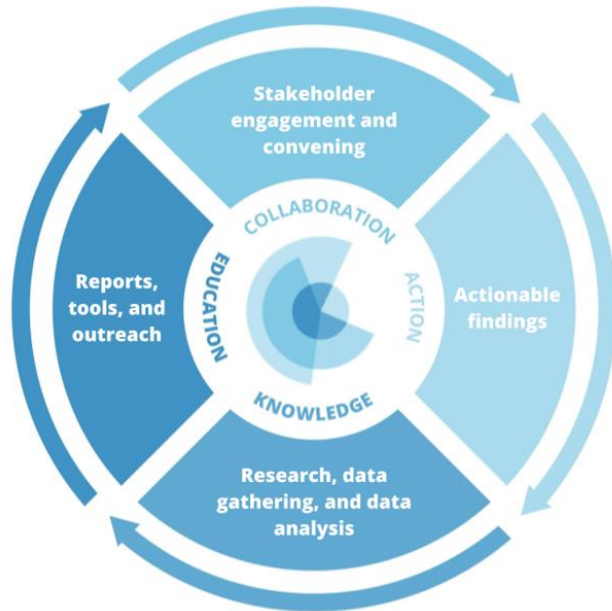 Stakeholder
engagement and
convening
COLLABORATION
ACTION
Actionable
findings
KNOWLEDGE
Research, data
gathering, and data
analysis
EDUCATION
Reports,
tools, and
outreach